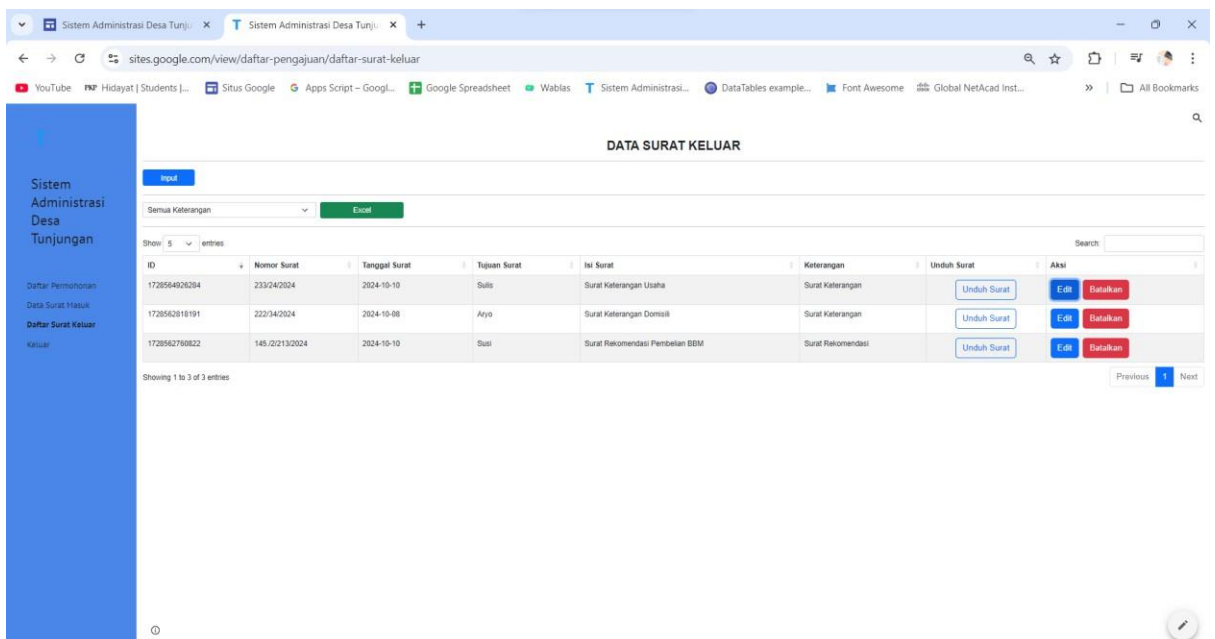 Sistem Administrasi Desa Tunju
Sistem Administrasi Desa Tunju
sites.google.com/view/daftar-pengajuan/daftar-surat-keluar
YouTube Hidayat | Students |... Situs Google Apps Script – Googl... Google Spreadsheet Wablas Sistem Administrasi... DataTables example... Font Awesome Global NetAcad Inst... » All Bookmarks
DATA SURAT KELUAR
Sistem
Administrasi
Desa
Tunjungan
Daftar Permohonan
Data Surat Masuk
Daftar Surat Keluar
Keluar
Input
Semua Keterangan Excel
Show 5 entries Search:
ID Nomor Surat Tanggal Surat Tujuan Surat Isi Surat Keterangan Unduh Surat Aksi
1728564926284 233/24/2024 2024-10-10 Sulis Surat Keterangan Usaha Surat Keterangan Unduh Surat Edit Batalkan
1728562818191 222/34/2024 2024-10-08 Aryo Surat Keterangan Domisili Surat Keterangan Unduh Surat Edit Batalkan
1728562760822 145./2/213/2024 2024-10-10 Susi Surat Rekomendasi Pembelian BBM Surat Rekomendasi Unduh Surat Edit Batalkan
Showing 1 to 3 of 3 entries Previous 1 Next